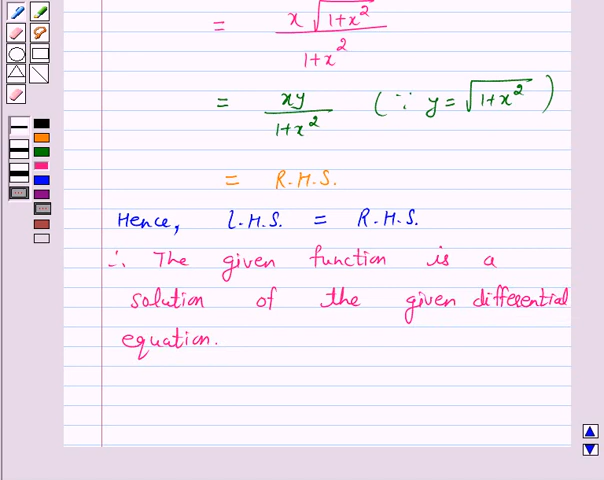 = x√(1+x²) / (1+x²)
= xy / (1+x²) (∵ y = √(1+x²))
= R.H.S.
Hence, L.H.S. = R.H.S.
∴ The given function is a
solution of the given differential
equation.